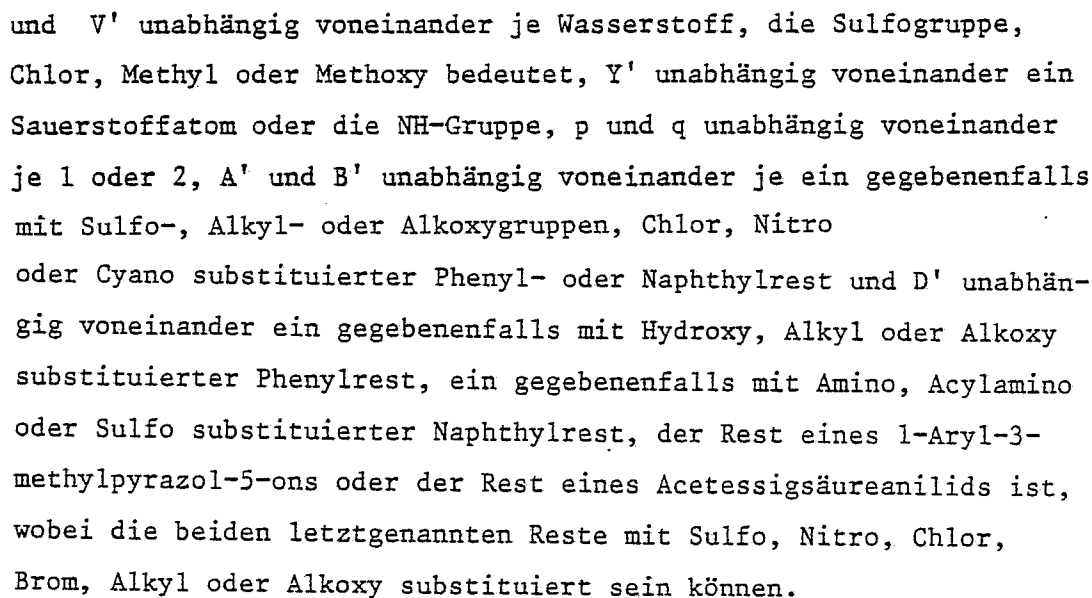 und V' unabhängig voneinander je Wasserstoff, die Sulfogruppe,
Chlor, Methyl oder Methoxy bedeutet, Y' unabhängig voneinander ein
Sauerstoffatom oder die NH-Gruppe, p und q unabhängig voneinander
je 1 oder 2, A' und B' unabhängig voneinander je ein gegebenenfalls
mit Sulfo-, Alkyl- oder Alkoxygruppen, Chlor, Nitro
oder Cyano substituierter Phenyl- oder Naphthylrest und D' unabhän-
gig voneinander ein gegebenenfalls mit Hydroxy, Alkyl oder Alkoxy
substituierter Phenylrest, ein gegebenenfalls mit Amino, Acylamino
oder Sulfo substituierter Naphthylrest, der Rest eines 1-Aryl-3-
methylpyrazol-5-ons oder der Rest eines Acetessigsäureanilids ist,
wobei die beiden letztgenannten Reste mit Sulfo, Nitro, Chlor,
Brom, Alkyl oder Alkoxy substituiert sein können.